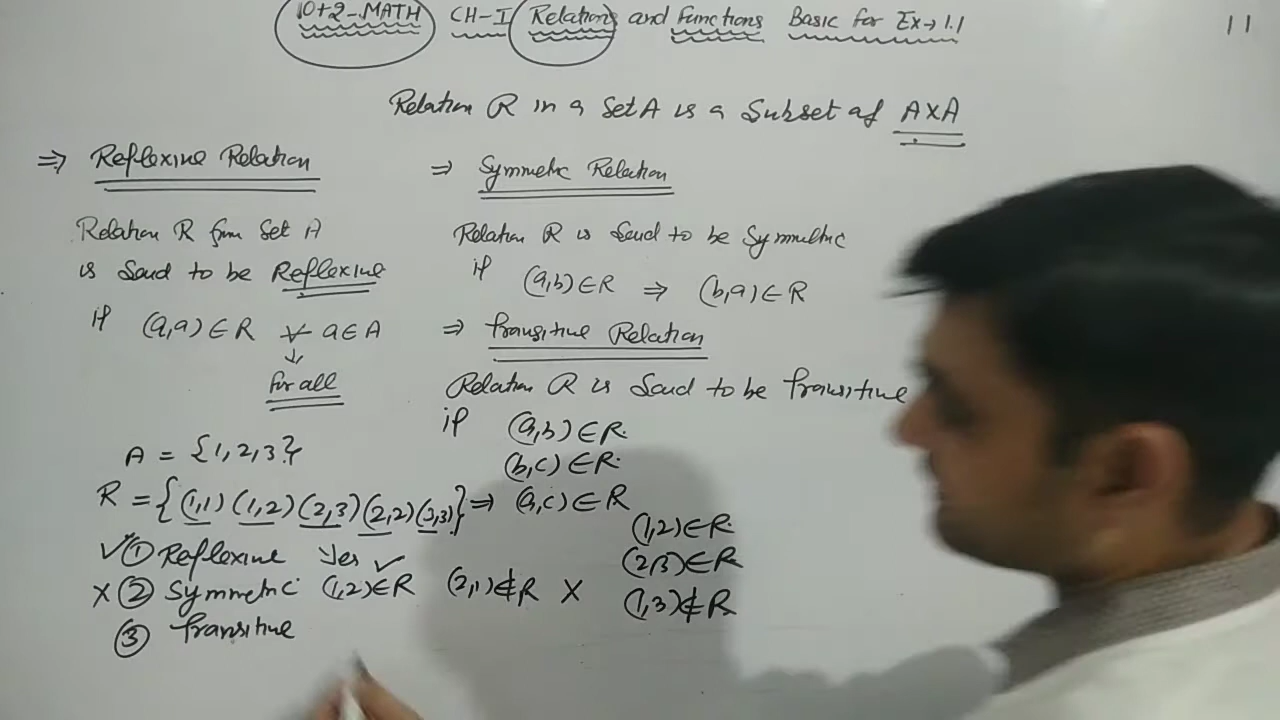 10+2-MATH CH-I Relations and Functions Basic for Ex→1.1 11
Relation R in a Set A is a Subset of A×A
⇒ Reflexive Relation
Relation R from Set A
is Said to be Reflexive
if (a,a) ∈ R ∀ a ∈ A
↓
for all
A = {1,2,3}
R = {(1,1) (1,2) (2,3) (2,2) (3,3)}
✓① Reflexive Yes ✓
X ② Symmetric (1,2)∈R (2,1)∉R X
③ Transitive
⇒ Symmetric Relation
Relation R is Said to be Symmetric
if (a,b) ∈ R ⇒ (b,a) ∈ R
⇒ Transitive Relation
Relation R is Said to be Transitive
if (a,b) ∈ R
(b,c) ∈ R
⇒ (a,c) ∈ R
(1,2) ∈ R
(2,3) ∈ R
(1,3) ∉ R